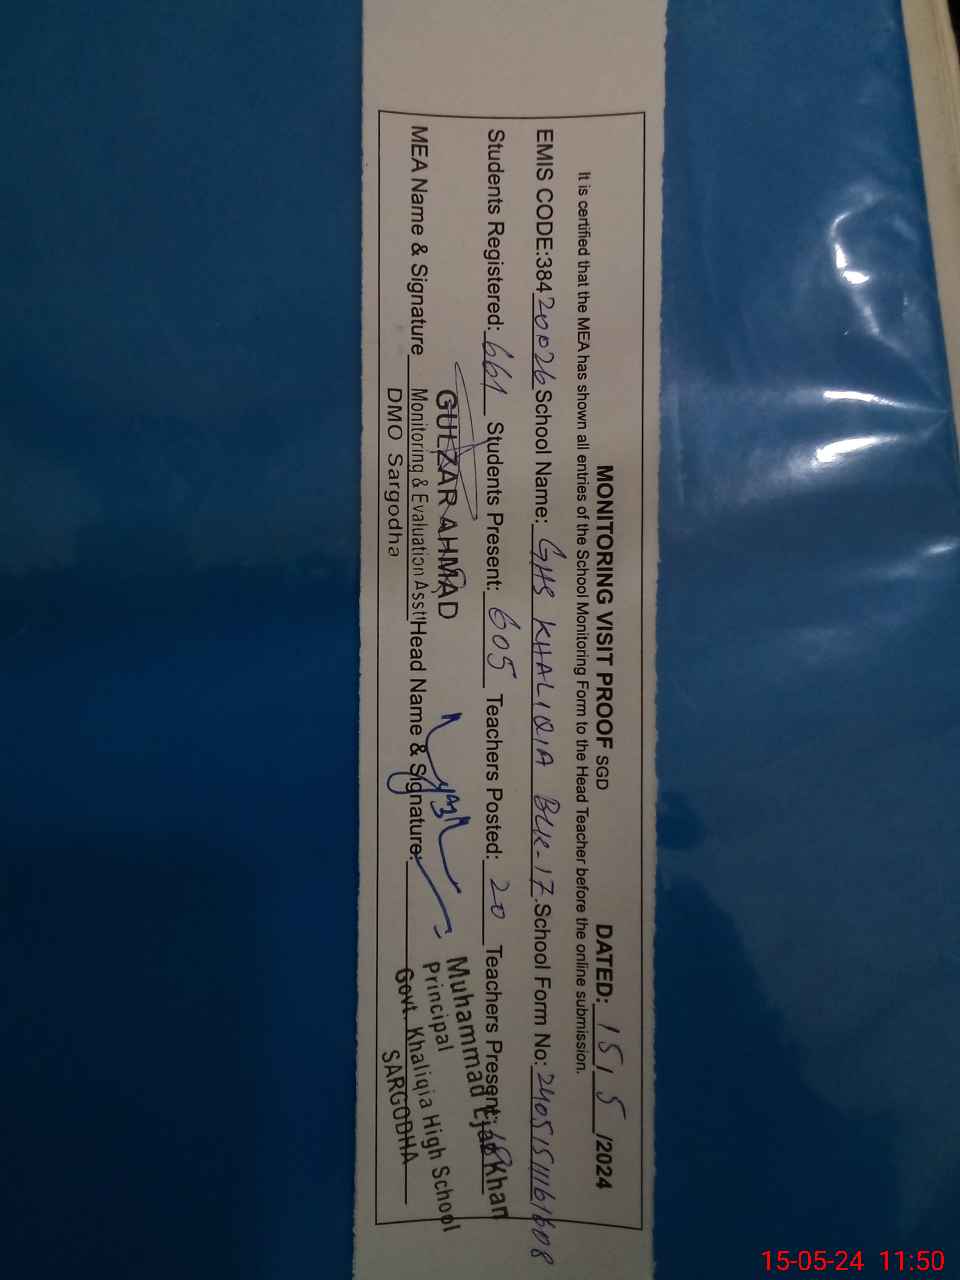 MONITORING VISIT PROOF SGD DATED: 15/5/2024
It is certified that the MEA has shown all entries of the School Monitoring Form to the Head Teacher before the online submission.
EMIS CODE:38420026 School Name: GHS KHALIQIA BLK-17. School Form No:
Students Registered: 661 Students Present: 605 Teachers Posted: 20 Teachers Present:
GULZAR AHMAD
MEA Name & Signature Monitoring & Evaluation Asstt Head Name & Signature:
DMO Sargodha
Muhammad Ejaz Khan
Principal
Govt. Khaliqia High School
SARGODHA
15-05-24 11:50